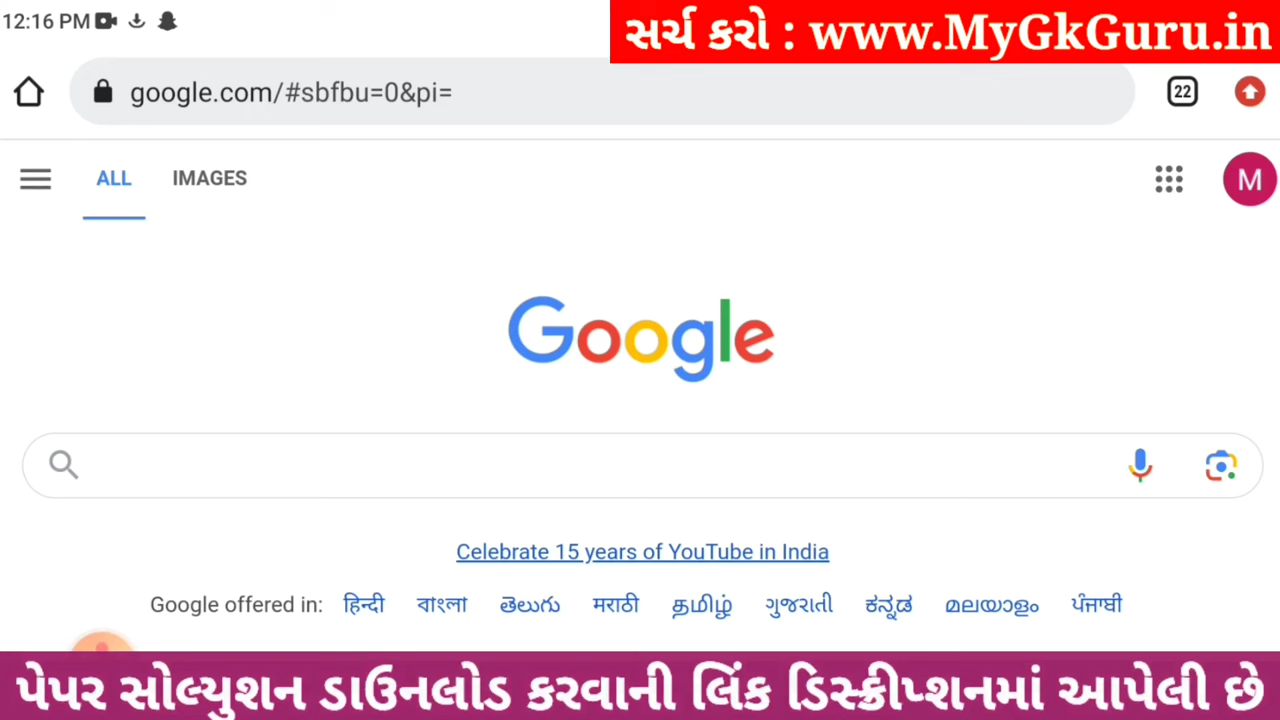 12:16 PM
સર્ચ કરો : www.MyGkGuru.in
google.com/#sbfbu=0&pi=
22
ALL IMAGES
M
Google
Celebrate 15 years of YouTube in India
Google offered in: हिन्दी বাংলা తెలుగు मराठी தமிழ் ગુજરાતી ಕನ್ನಡ മലയാളം ਪੰਜਾਬੀ
પેપર સોલ્યુશન ડાઉનલોડ કરવાની લિંક ડિસ્ક્રીપ્શનમાં આપેલી છે